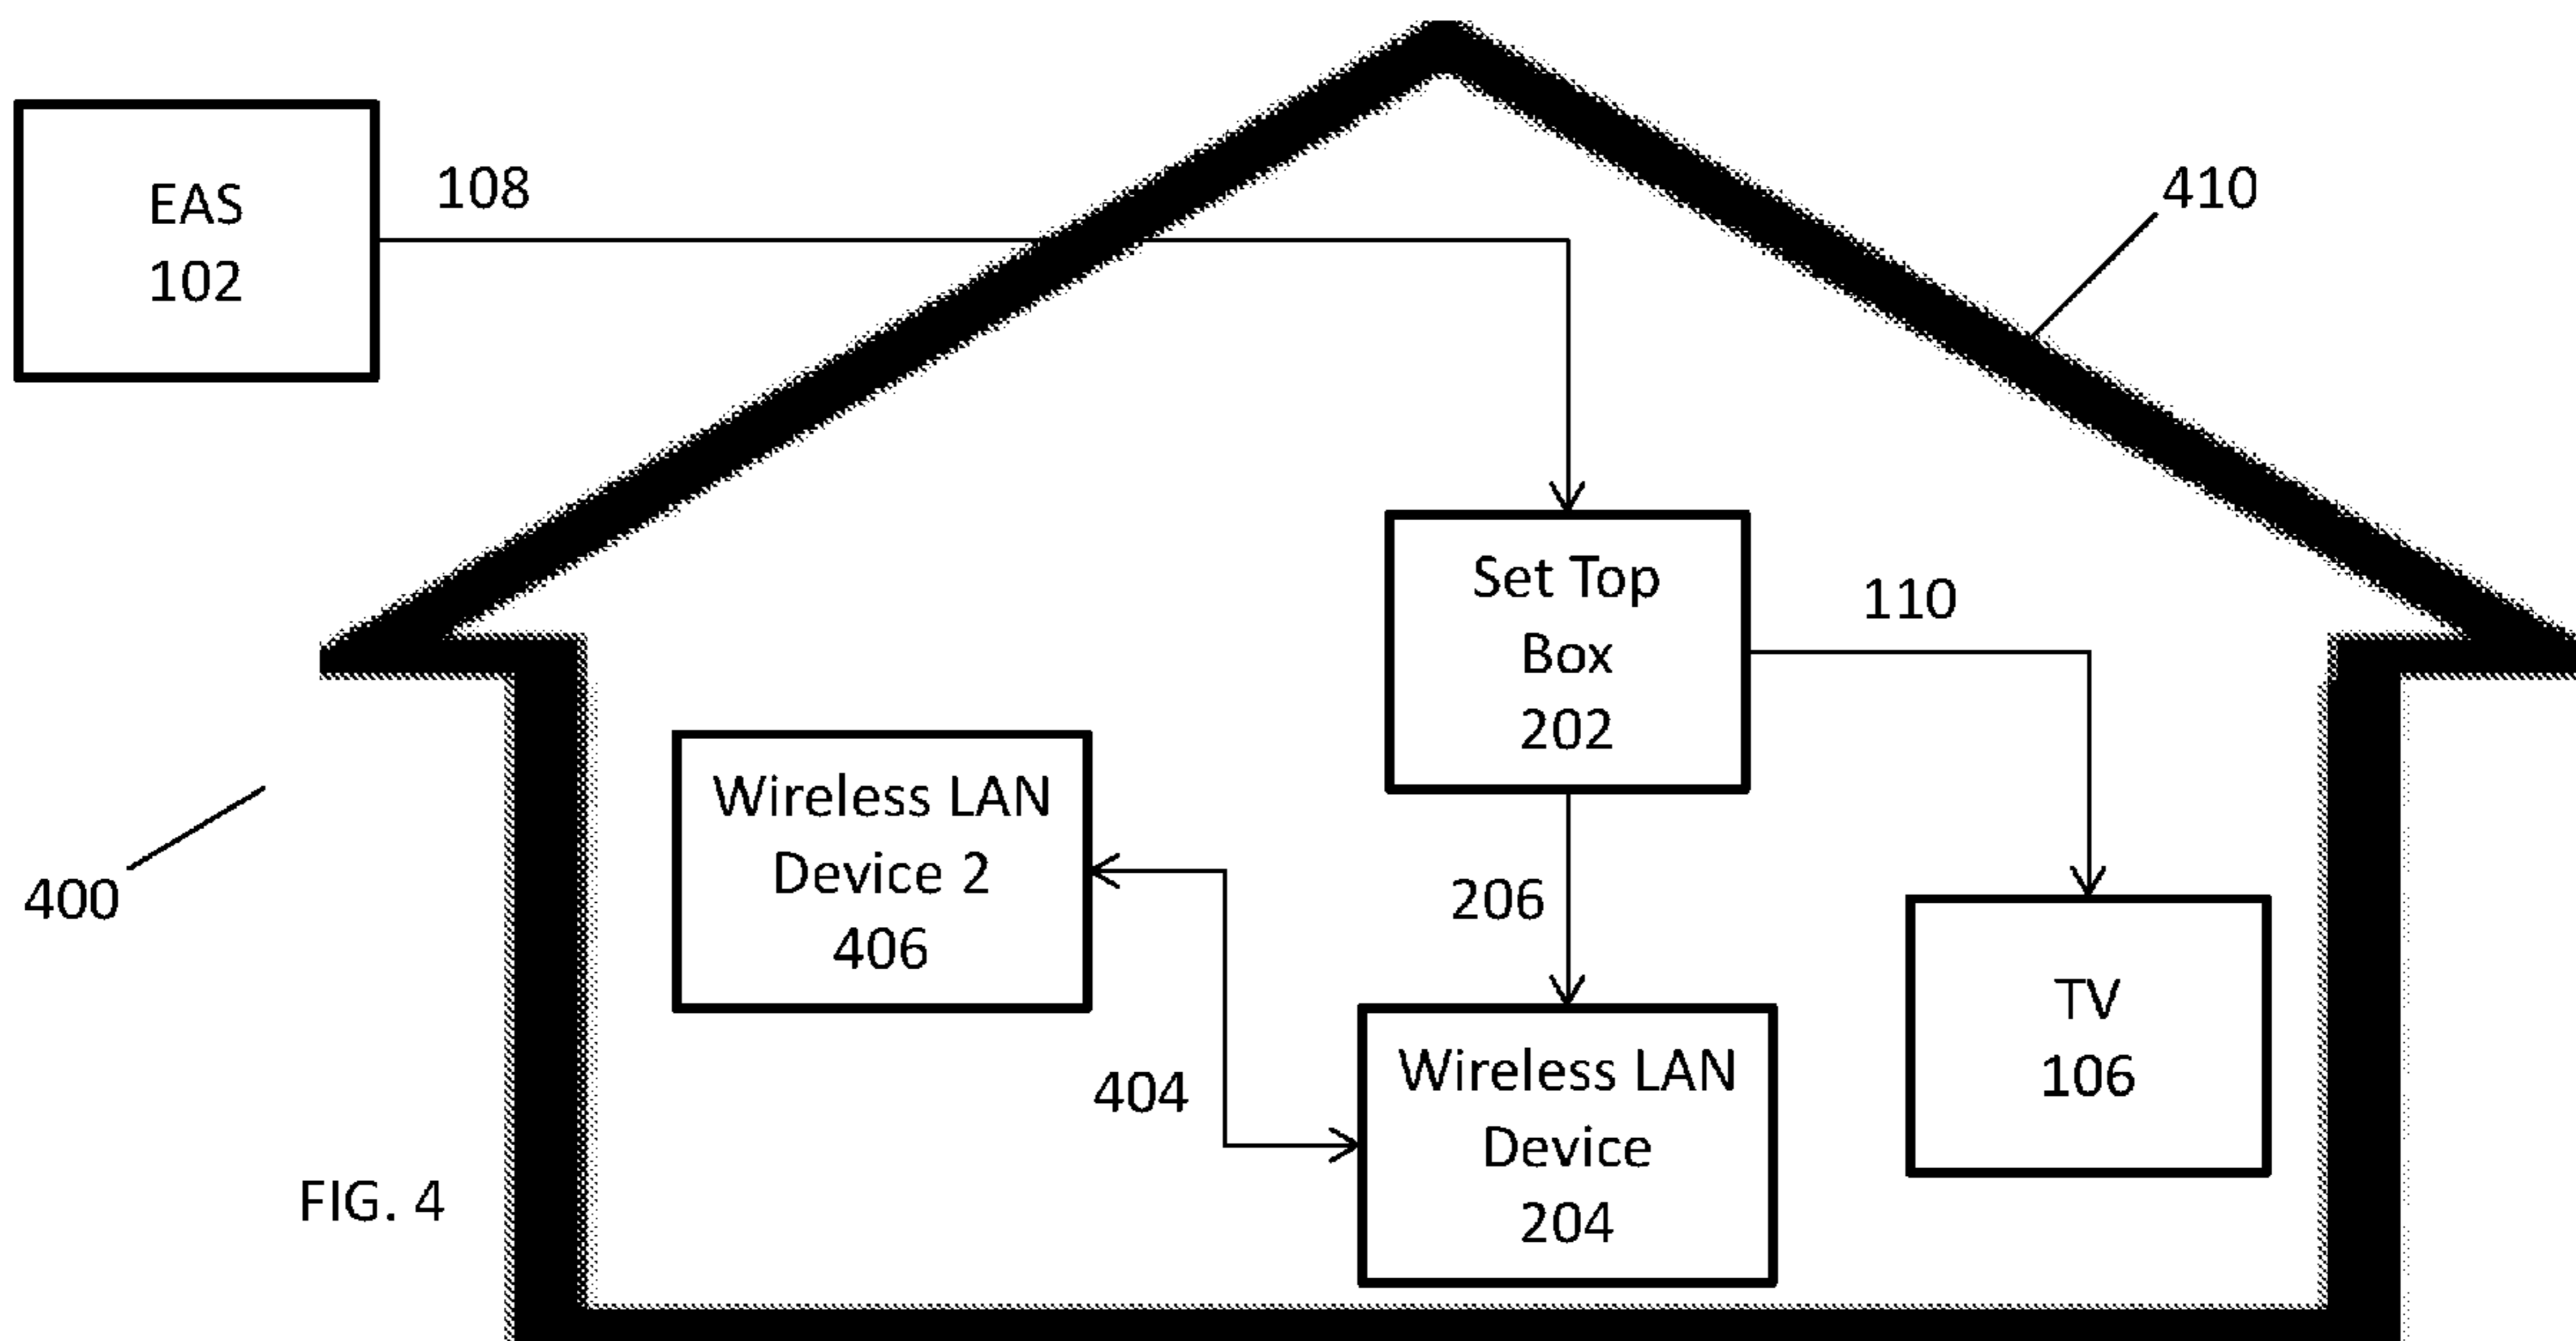 EAS
102
108
410
Set Top
Box
202
110
Wireless LAN
Device 2
406
206
400
TV
106
404
Wireless LAN
Device
204
FIG. 4